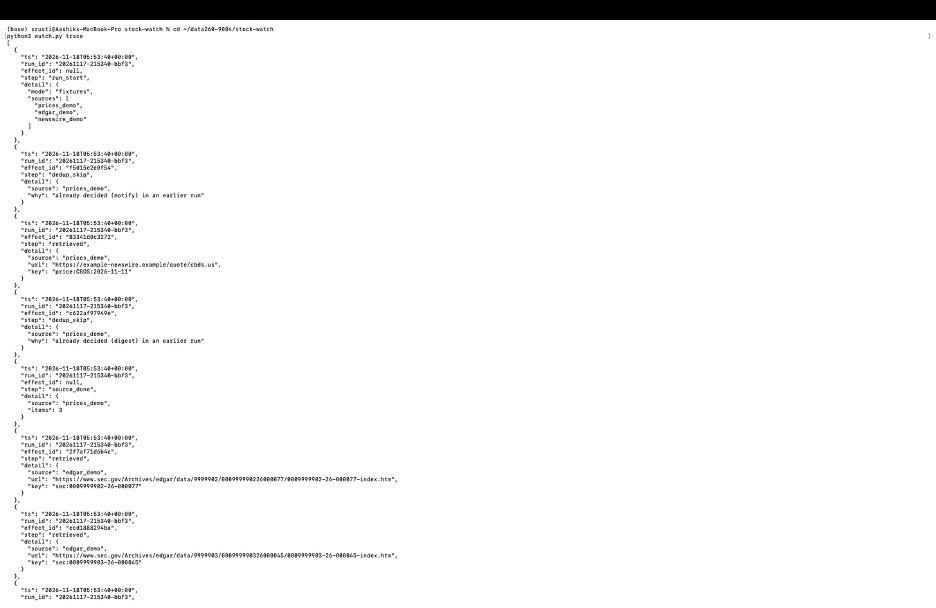 (base) srusti@Aashiks-MacBook-Pro stock-watch % cd ~/data260-9084/stock-watch
python3 watch.py trace
[
  {
    "ts": "2026-11-18T05:53:40+00:00",
    "run_id": "20261117-215340-bbf3",
    "effect_id": null,
    "step": "run_start",
    "detail": {
      "mode": "fixtures",
      "sources": [
        "prices_demo",
        "edgar_demo",
        "newswire_demo"
      ]
    }
  },
  {
    "ts": "2026-11-18T05:53:40+00:00",
    "run_id": "20261117-215340-bbf3",
    "effect_id": "f5d15e2e0f54",
    "step": "dedup_skip",
    "detail": {
      "source": "prices_demo",
      "why": "already decided (notify) in an earlier run"
    }
  },
  {
    "ts": "2026-11-18T05:53:40+00:00",
    "run_id": "20261117-215340-bbf3",
    "effect_id": "83341d0c3272",
    "step": "retrieved",
    "detail": {
      "source": "prices_demo",
      "url": "https://example-newswire.example/quote/cbds.us",
      "key": "price:CBDS:2026-11-11"
    }
  },
  {
    "ts": "2026-11-18T05:53:40+00:00",
    "run_id": "20261117-215340-bbf3",
    "effect_id": "c622af97949e",
    "step": "dedup_skip",
    "detail": {
      "source": "prices_demo",
      "why": "already decided (digest) in an earlier run"
    }
  },
  {
    "ts": "2026-11-18T05:53:40+00:00",
    "run_id": "20261117-215340-bbf3",
    "effect_id": null,
    "step": "source_done",
    "detail": {
      "source": "prices_demo",
      "items": 3
    }
  },
  {
    "ts": "2026-11-18T05:53:40+00:00",
    "run_id": "20261117-215340-bbf3",
    "effect_id": "2f7af71d6b4c",
    "step": "retrieved",
    "detail": {
      "source": "edgar_demo",
      "url": "https://www.sec.gov/Archives/edgar/data/9999902/000999990226000077/0009999902-26-000077-index.htm",
      "key": "sec:0009999902-26-000077"
    }
  },
  {
    "ts": "2026-11-18T05:53:40+00:00",
    "run_id": "20261117-215340-bbf3",
    "effect_id": "ecd1888294ba",
    "step": "retrieved",
    "detail": {
      "source": "edgar_demo",
      "url": "https://www.sec.gov/Archives/edgar/data/9999903/000999990326000045/0009999903-26-000045-index.htm",
      "key": "sec:0009999903-26-000045"
    }
  },
  {
    "ts": "2026-11-18T05:53:40+00:00",
    "run_id": "20261117-215340-bbf3",